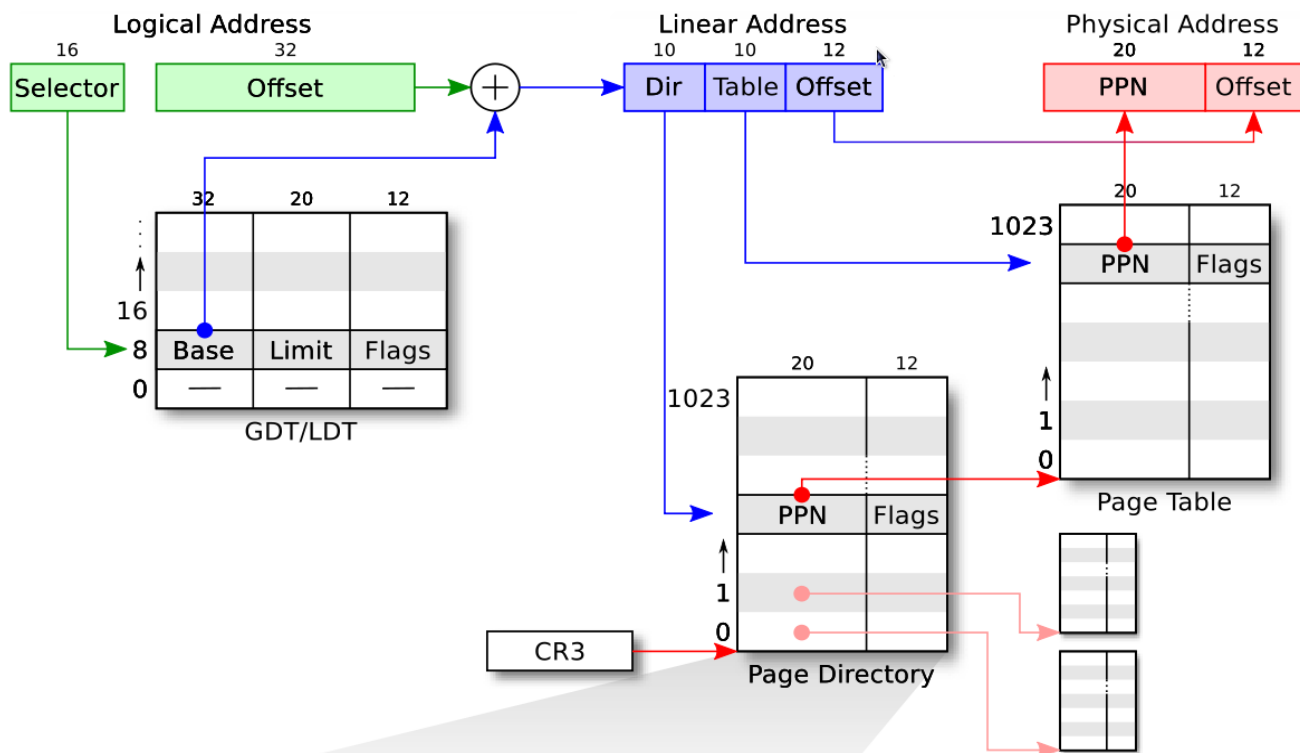 Logical Address
Linear Address
Physical Address
16
32
10
10
12
20
12
Selector
Offset
+
Dir
Table
Offset
PPN
Offset
32
20
12
20
12
1023
PPN
Flags
16
8
Base
Limit
Flags
0
GDT/LDT
20
12
1023
1
0
Page Table
PPN
Flags
1
0
CR3
Page Directory